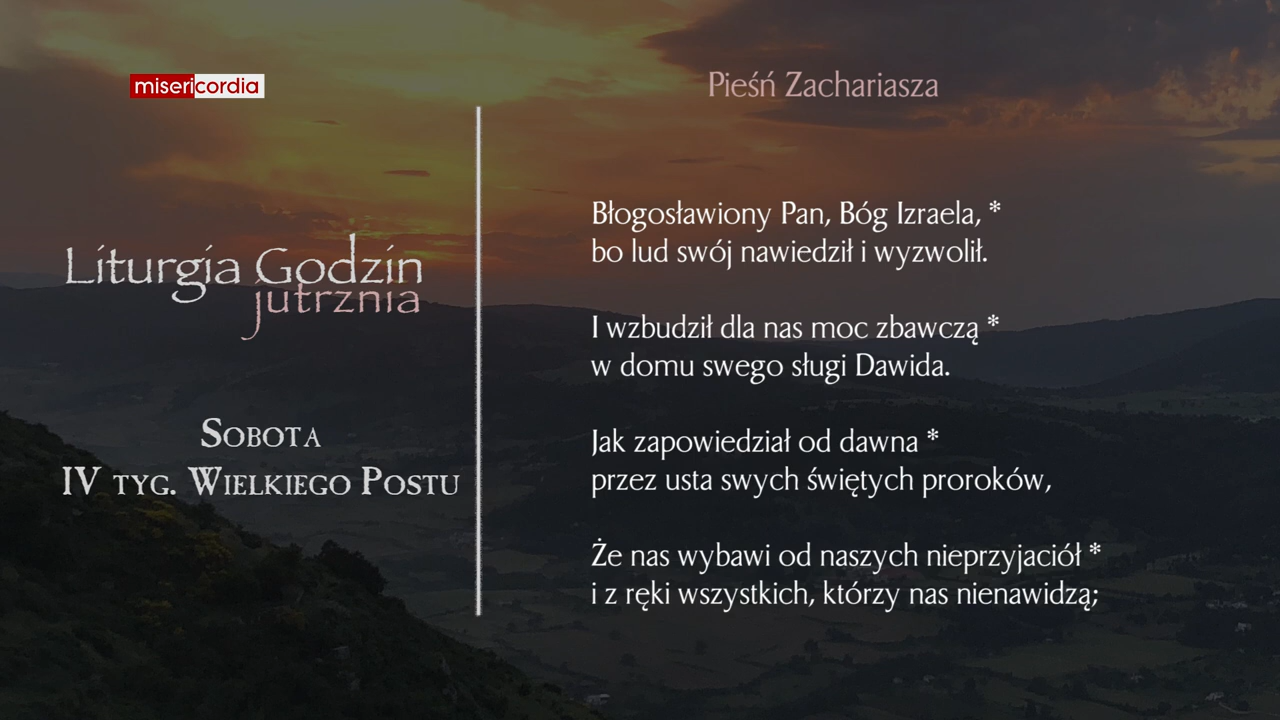 misericordia
Liturgia Godzin
jutrznia
Sobota
IV tyg. Wielkiego Postu
Pieśń Zachariasza
Błogosławiony Pan, Bóg Izraela, *
bo lud swój nawiedził i wyzwolił.
I wzbudził dla nas moc zbawczą *
w domu swego sługi Dawida.
Jak zapowiedział od dawna *
przez usta swych świętych proroków,
Że nas wybawi od naszych nieprzyjaciół *
i z ręki wszystkich, którzy nas nienawidzą;